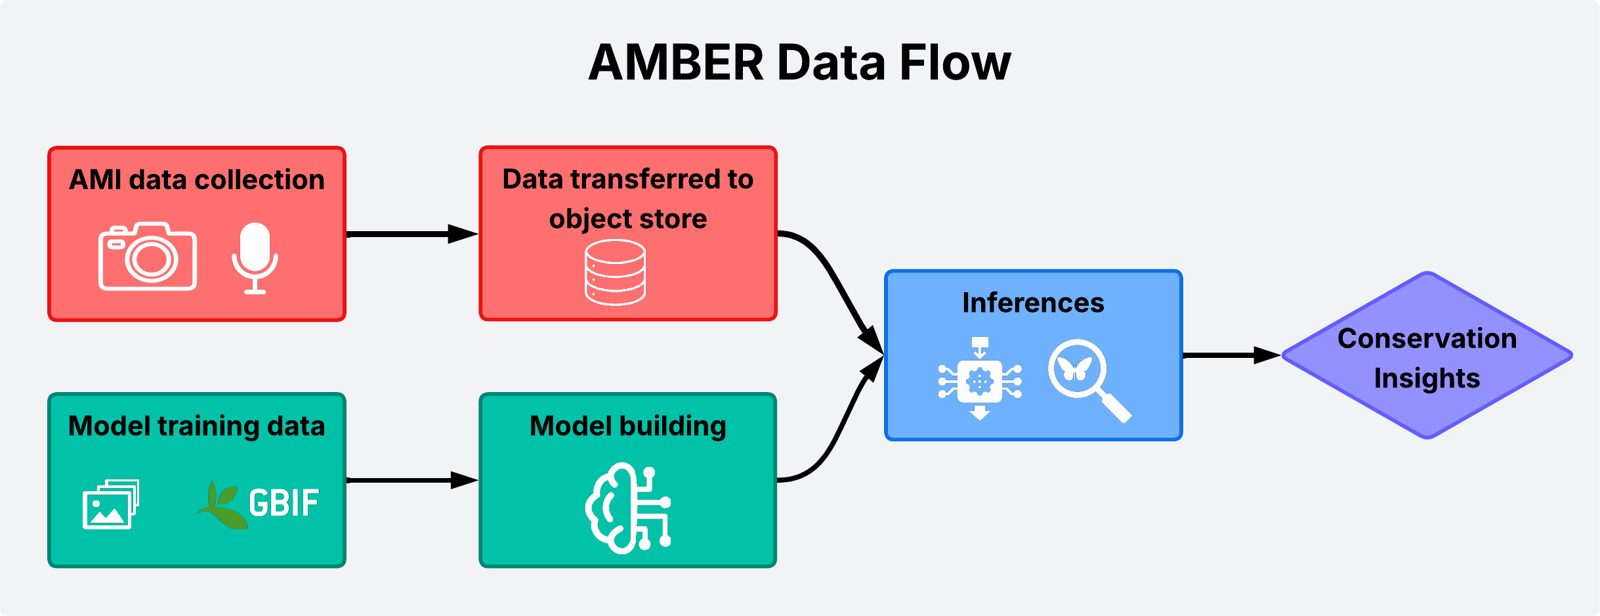 AMBER Data Flow
AMI data collection
Data transferred to
object store
Model training data
GBIF
Model building
Inferences
Conservation
Insights